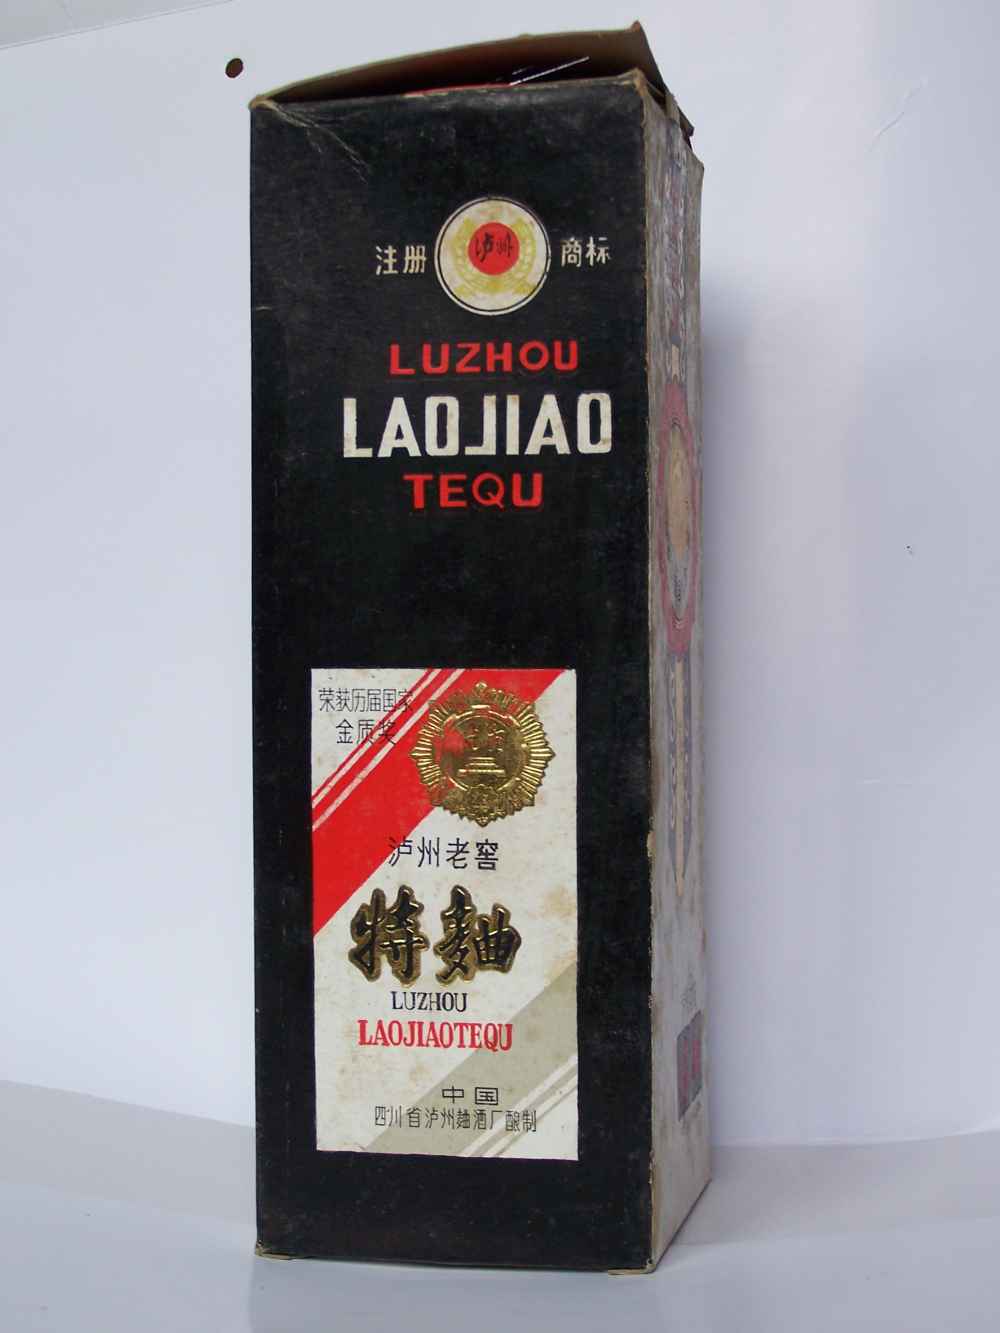 注册 泸州 商标
LUZHOU
LAOJIAO
TEQU
荣获历届国家
金质奖
泸州老窖
特麯
LUZHOU
LAOJIAOTEQU
中国
四川省泸州麯酒厂酿制